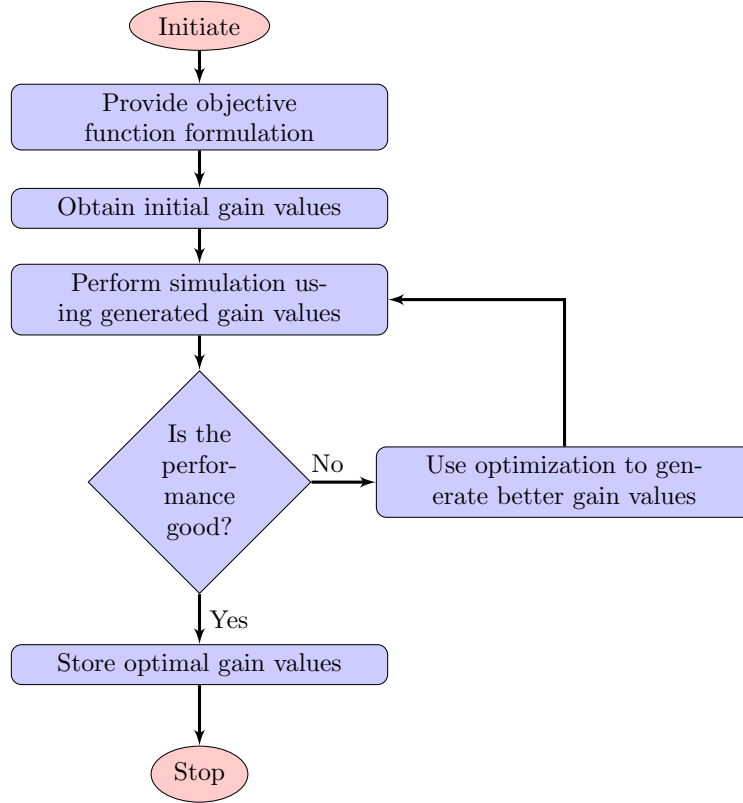 Initiate
Provide objective
function formulation
Obtain initial gain values
Perform simulation us-
ing generated gain values
Is the
perfor-
mance
good?
No
Use optimization to gen-
erate better gain values
Yes
Store optimal gain values
Stop